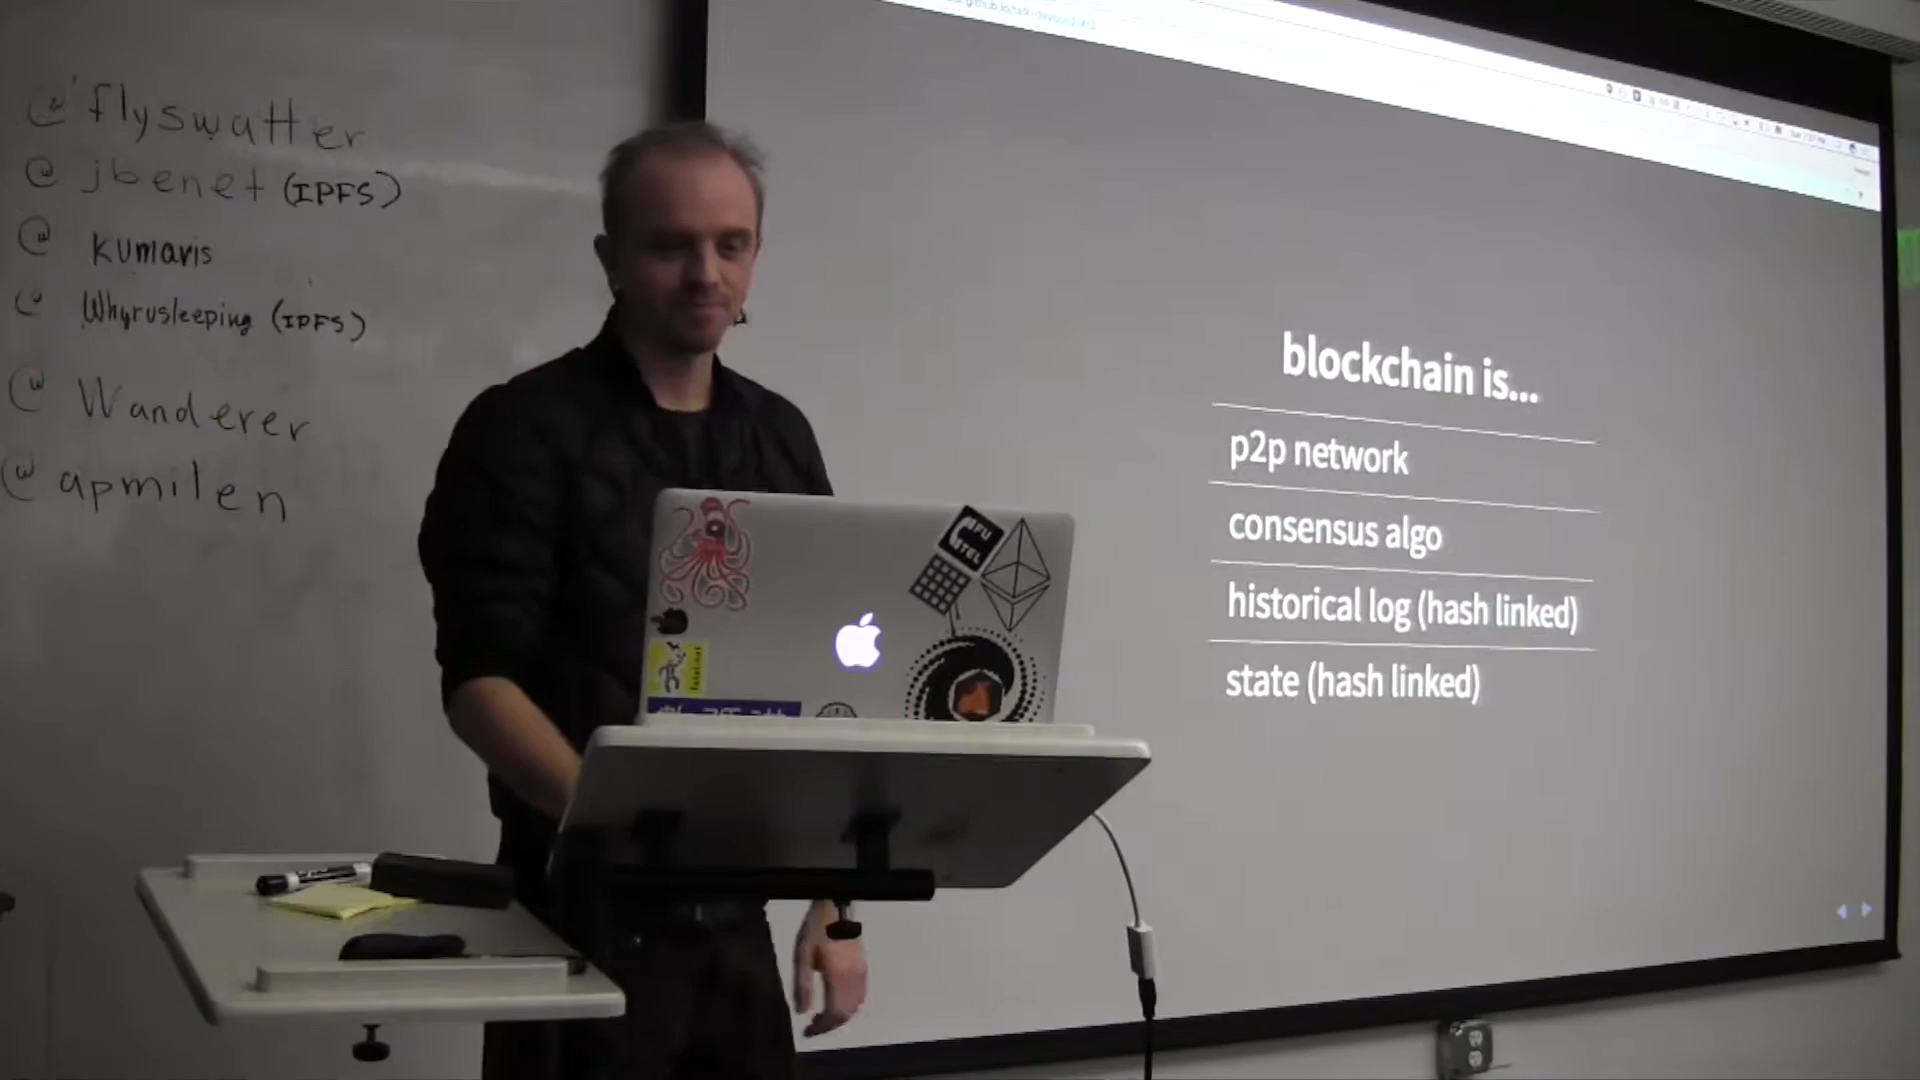 @flyswatter
@jbenet (IPFS)
@ kumavis
@ Whyrusleeping (IPFS)
@ Wanderer
@apmilen
blockchain is...
p2p network
consensus algo
historical log (hash linked)
state (hash linked)